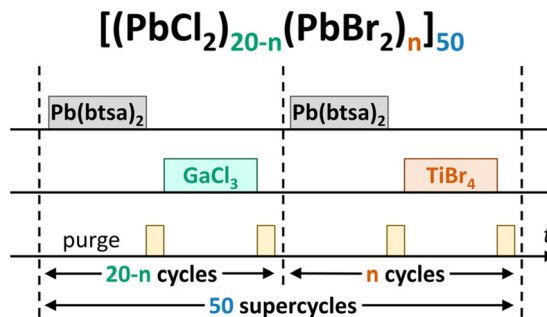 [(PbCl₂)₂₀₋ₙ(PbBr₂)ₙ]₅₀
Pb(btsa)₂ Pb(btsa)₂
GaCl₃ TiBr₄
purge t
20-n cycles n cycles
50 supercycles